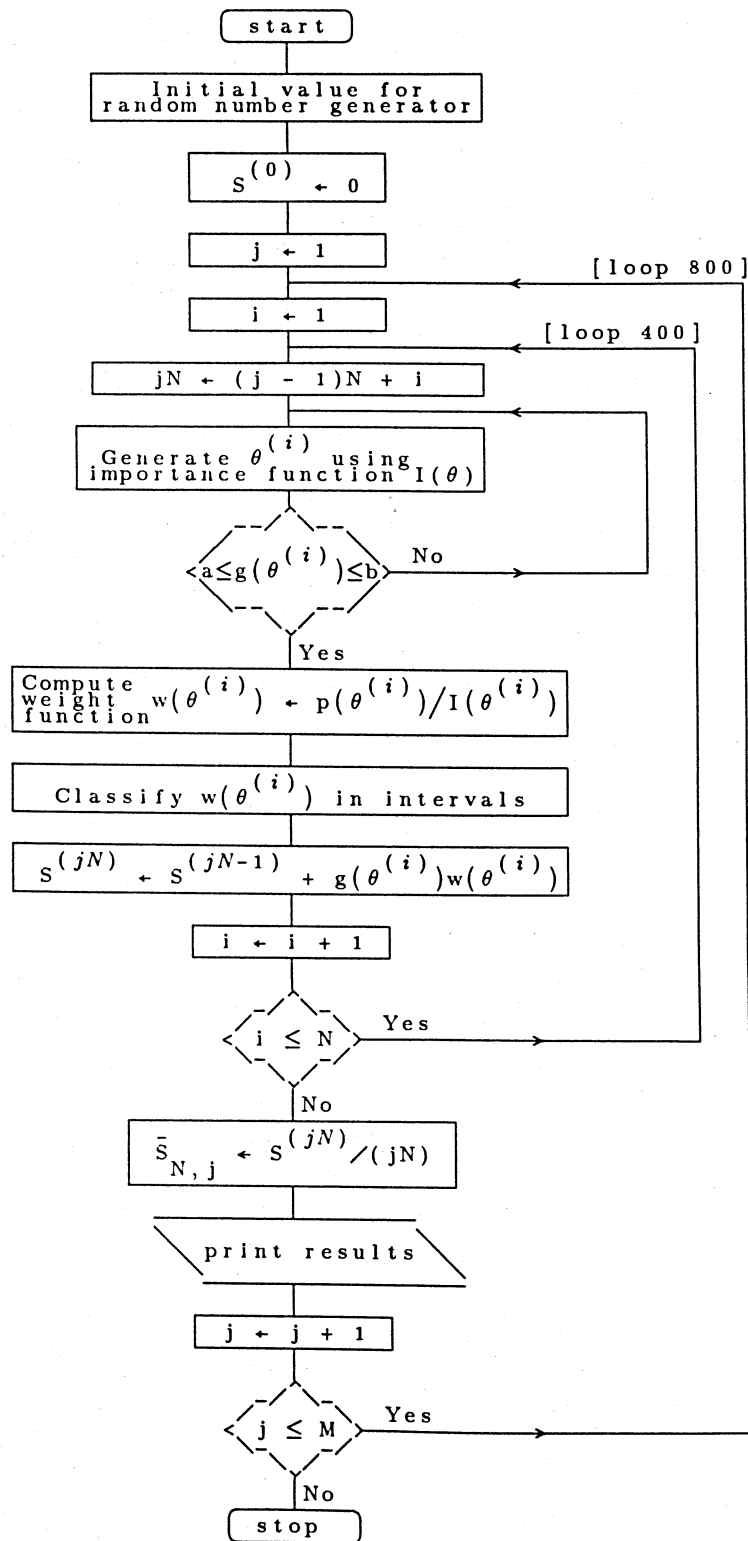 start
Initial value for
random number generator
S^(0) ← 0
j ← 1
[loop 800]
i ← 1
[loop 400]
jN ← (j - 1)N + i
Generate θ^(i) using
importance function I(θ)
a≤g(θ^(i))≤b
No
Yes
Compute
weight w(θ^(i)) ← p(θ^(i))/I(θ^(i))
function
Classify w(θ^(i)) in intervals
S^(jN) ← S^(jN-1) + g(θ^(i))w(θ^(i))
i ← i + 1
i ≤ N
Yes
No
S̄_N,j ← S^(jN)/(jN)
print results
j ← j + 1
j ≤ M
Yes
No
stop